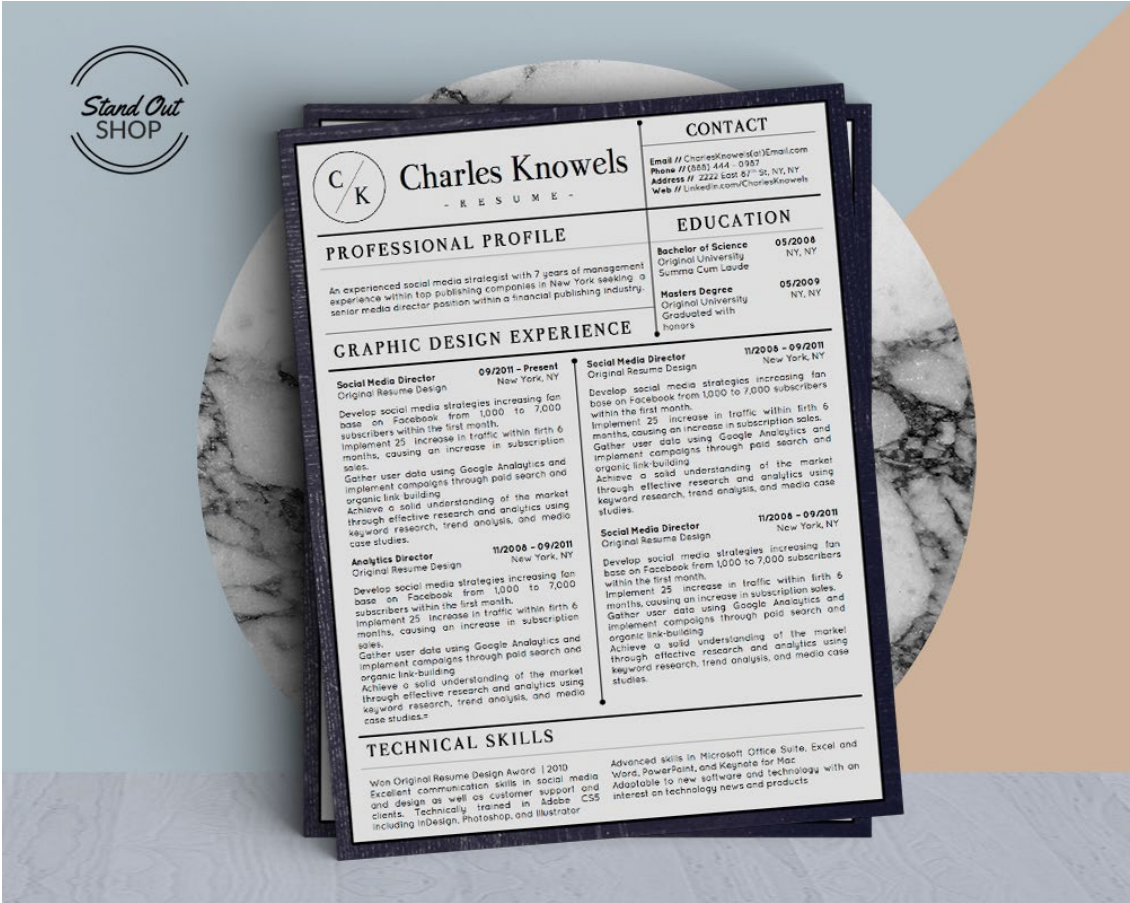 Stand Out
SHOP
C
K
Charles Knowels
- RESUME -
CONTACT
Email // CharlesKnowels(at)Email.com
Phone // (888) 444 - 0987
Address // 2222 East 87th St, NY, NY
Web // LinkedIn.com/CharlesKnowels
PROFESSIONAL PROFILE
An experienced social media strategist with 7 years of management
experience within top publishing companies in New York seeking a
senior media director position within a financial publishing industry.
EDUCATION
Bachelor of Science 05/2008
Original University NY, NY
Summa Cum Laude
Masters Degree 05/2009
Original University NY, NY
Graduated with
honors
GRAPHIC DESIGN EXPERIENCE
Social Media Director 09/2011 - Present
Original Resume Design New York, NY
Develop social media strategies increasing fan
base on Facebook from 1,000 to 7,000
subscribers within the first month.
Implement 25 increase in traffic within firth 6
months, causing an increase in subscription
sales.
Gather user data using Google Analaytics and
implement campaigns through paid search and
organic link-building
Achieve a solid understanding of the market
through effective research and analytics using
keyword research, trend analysis, and media
case studies.
Analytics Director 11/2008 - 09/2011
Original Resume Design New York, NY
Develop social media strategies increasing fan
base on Facebook from 1,000 to 7,000
subscribers within the first month.
Implement 25 increase in traffic within firth 6
months, causing an increase in subscription
sales.
Gather user data using Google Analaytics and
implement campaigns through paid search and
organic link-building
Achieve a solid understanding of the market
through effective research and analytics using
keyword research, trend analysis, and media
case studies.=
Social Media Director 11/2008 - 09/2011
Original Resume Design New York, NY
Develop social media strategies increasing fan
base on Facebook from 1,000 to 7,000 subscribers
within the first month.
Implement 25 increase in traffic within firth 6
months, causing an increase in subscription sales.
Gather user data using Google Analaytics and
implement campaigns through paid search and
organic link-building
Achieve a solid understanding of the market
through effective research and analytics using
keyword research, trend analysis, and media case
studies.
Social Media Director 11/2008 - 09/2011
Original Resume Design New York, NY
Develop social media strategies increasing fan
base on Facebook from 1,000 to 7,000 subscribers
within the first month.
Implement 25 increase in traffic within firth 6
months, causing an increase in subscription sales.
Gather user data using Google Analaytics and
implement campaigns through paid search and
organic link-building
Achieve a solid understanding of the market
through effective research and analytics using
keyword research, trend analysis, and media case
studies.
TECHNICAL SKILLS
Won Original Resume Design Award | 2010
Excellent communication skills in social media
and design as well as customer support and
clients. Technically trained in Adobe CS5
including InDesign, Photoshop, and Illustrator
Advanced skills in Microsoft Office Suite, Excel and
Word, PowerPoint, and Keynote for Mac
Adaptable to new software and technology with an
interest on technology news and products